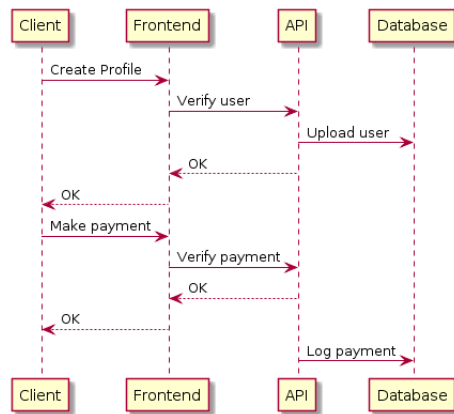 Client Frontend API Database
Create Profile
Verify user
Upload user
OK
OK
Make payment
Verify payment
OK
OK
Log payment
Client Frontend API Database